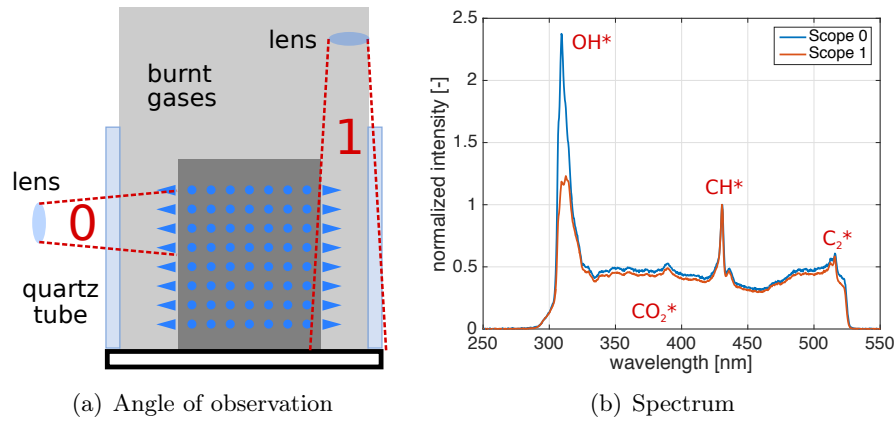 lens
burnt
gases
1
lens
0
quartz
tube
(a) Angle of observation
normalized intensity [-]
2.5
2
1.5
1
0.5
0
OH*
CH*
C₂*
CO₂*
Scope 0
Scope 1
250 300 350 400 450 500 550
wavelength [nm]
(b) Spectrum